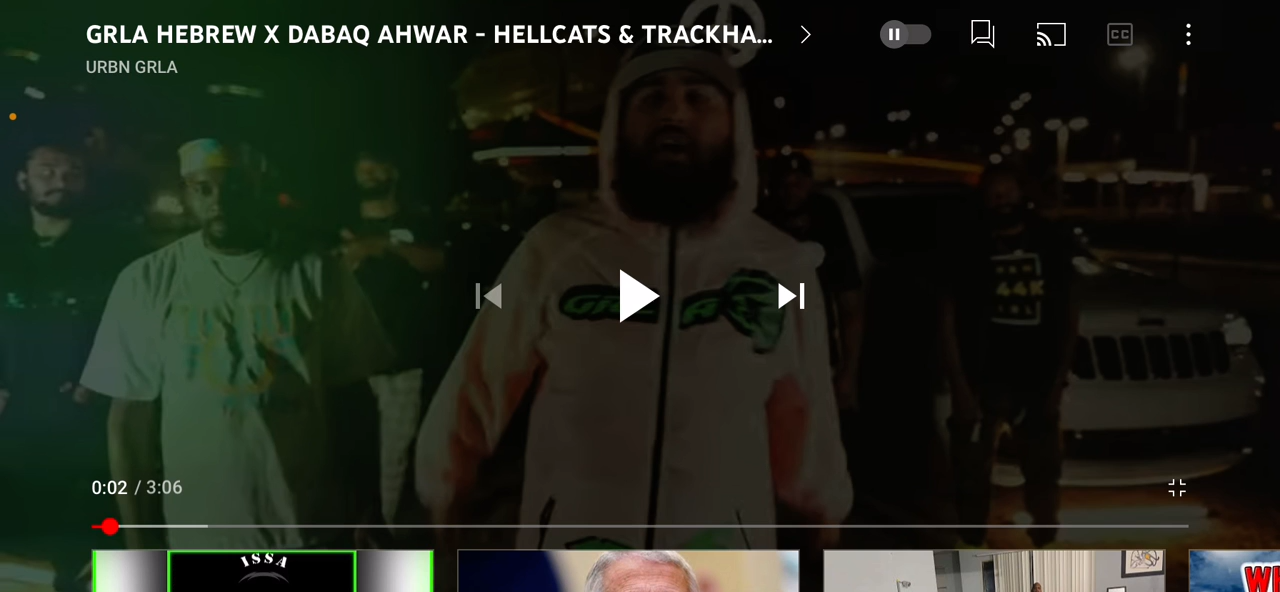 GRLA HEBREW X DABAQ AHWAR - HELLCATS & TRACKHA...
CC
URBN GRLA
44K
0:02 / 3:06
ISSA